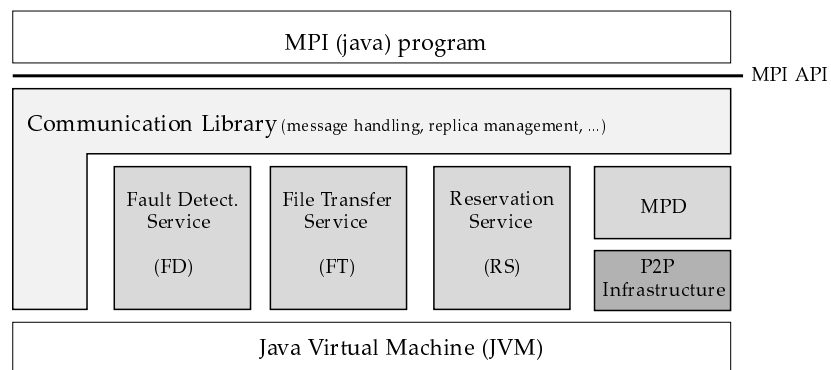 MPI (java) program
MPI API
Communication Library (message handling, replica management, ...)
Fault Detect.
Service
(FD)
File Transfer
Service
(FT)
Reservation
Service
(RS)
MPD
P2P
Infrastructure
Java Virtual Machine (JVM)